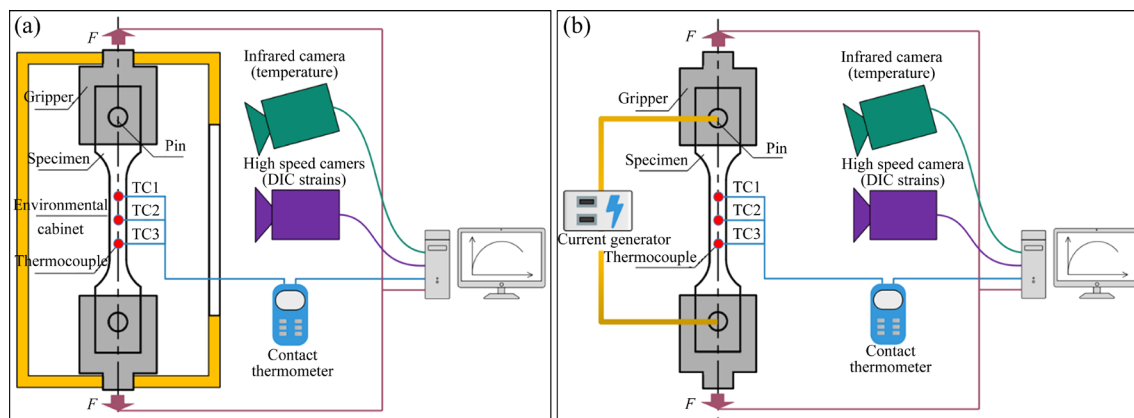 (a)
F
Infrared camera
(temperature)
Gripper
Pin
Specimen
High speed camers
(DIC strains)
TC1
Environmental
cabinet
TC2
TC3
Thermocouple
Contact
thermometer
F
(b)
F
Infrared camera
(temperature)
Gripper
Pin
Specimen
High speed camera
(DIC strains)
TC1
TC2
TC3
Current generator
Thermocouple
Contact
thermometer
F